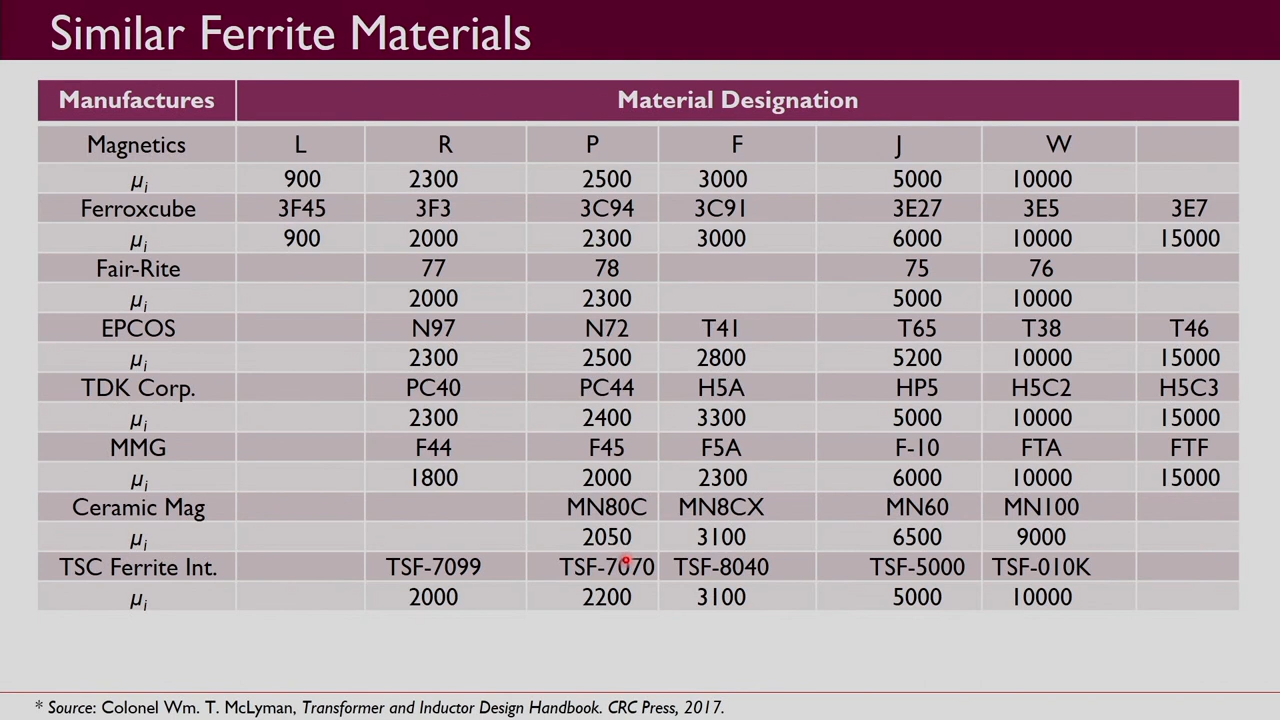 Similar Ferrite Materials
Manufactures Material Designation
Magnetics L R P F J W
μi 900 2300 2500 3000 5000 10000
Ferroxcube 3F45 3F3 3C94 3C91 3E27 3E5 3E7
μi 900 2000 2300 3000 6000 10000 15000
Fair-Rite 77 78 75 76
μi 2000 2300 5000 10000
EPCOS N97 N72 T41 T65 T38 T46
μi 2300 2500 2800 5200 10000 15000
TDK Corp. PC40 PC44 H5A HP5 H5C2 H5C3
μi 2300 2400 3300 5000 10000 15000
MMG F44 F45 F5A F-10 FTA FTF
μi 1800 2000 2300 6000 10000 15000
Ceramic Mag MN80C MN8CX MN60 MN100
μi 2050 3100 6500 9000
TSC Ferrite Int. TSF-7099 TSF-7070 TSF-8040 TSF-5000 TSF-010K
μi 2000 2200 3100 5000 10000
* Source: Colonel Wm. T. McLyman, Transformer and Inductor Design Handbook. CRC Press, 2017.